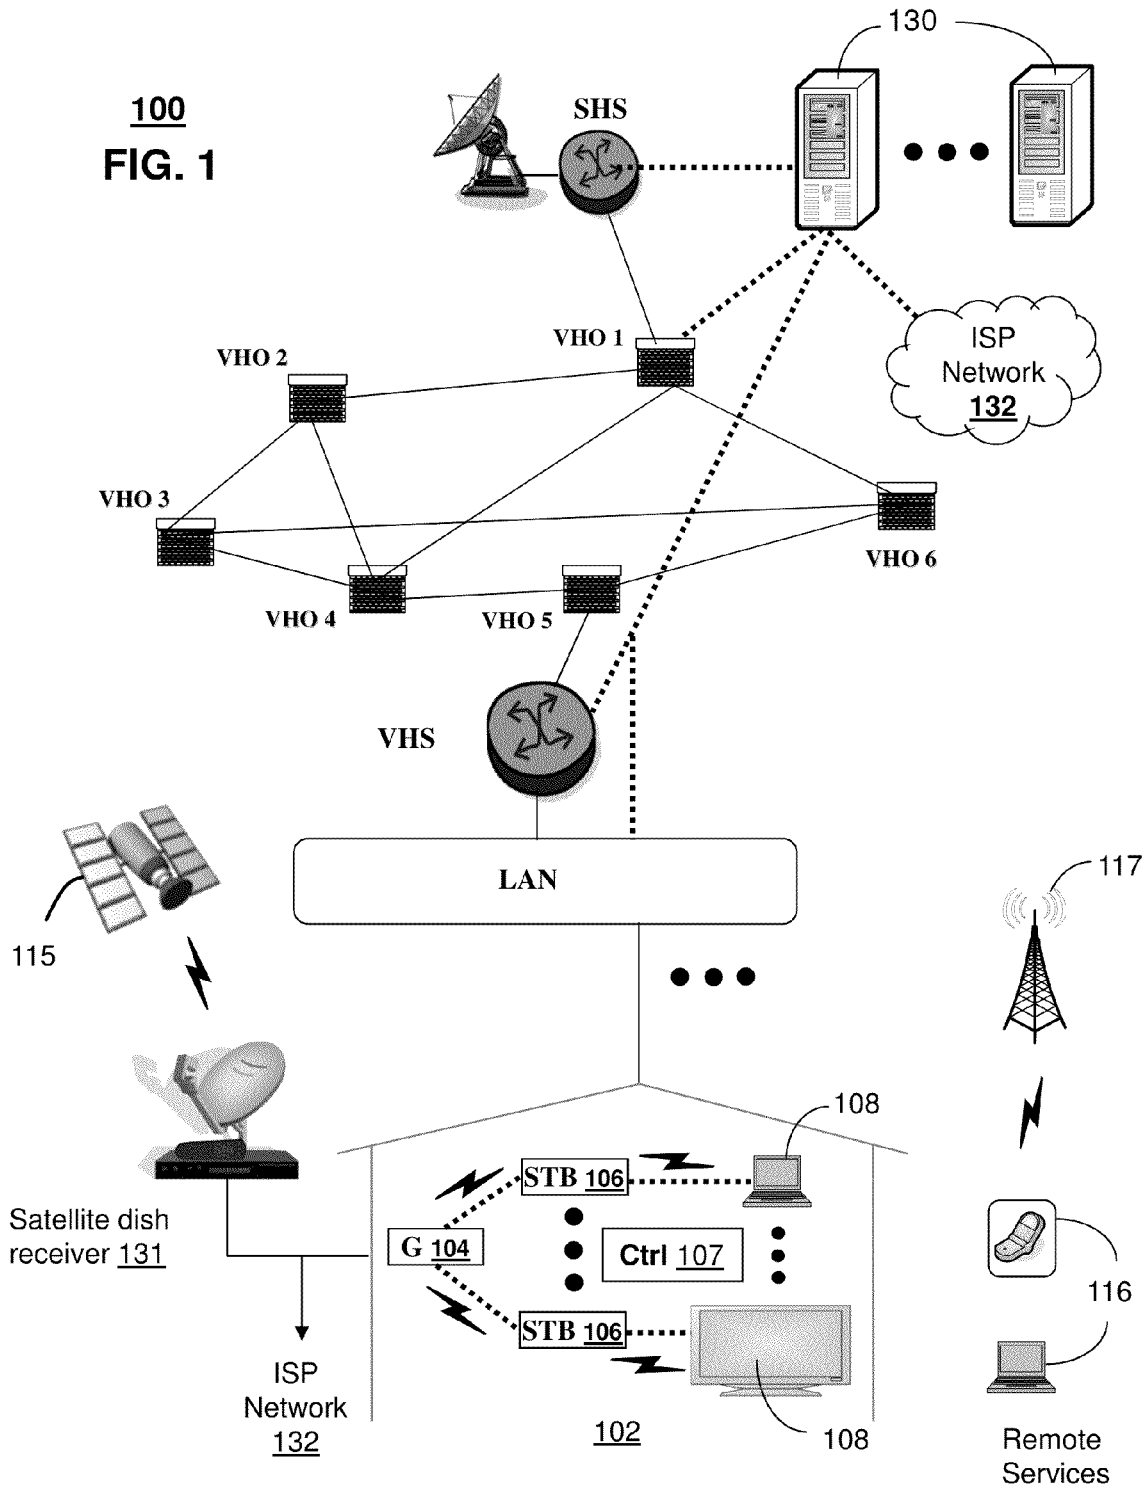 130
100
FIG. 1
SHS
ISP
Network
132
VHO 1
VHO 2
VHO 3
VHO 6
VHO 4
VHO 5
VHS
LAN
117
115
108
STB 106
Satellite dish
receiver 131
G 104
Ctrl 107
116
STB 106
ISP
Network
132
102
108
Remote
Services